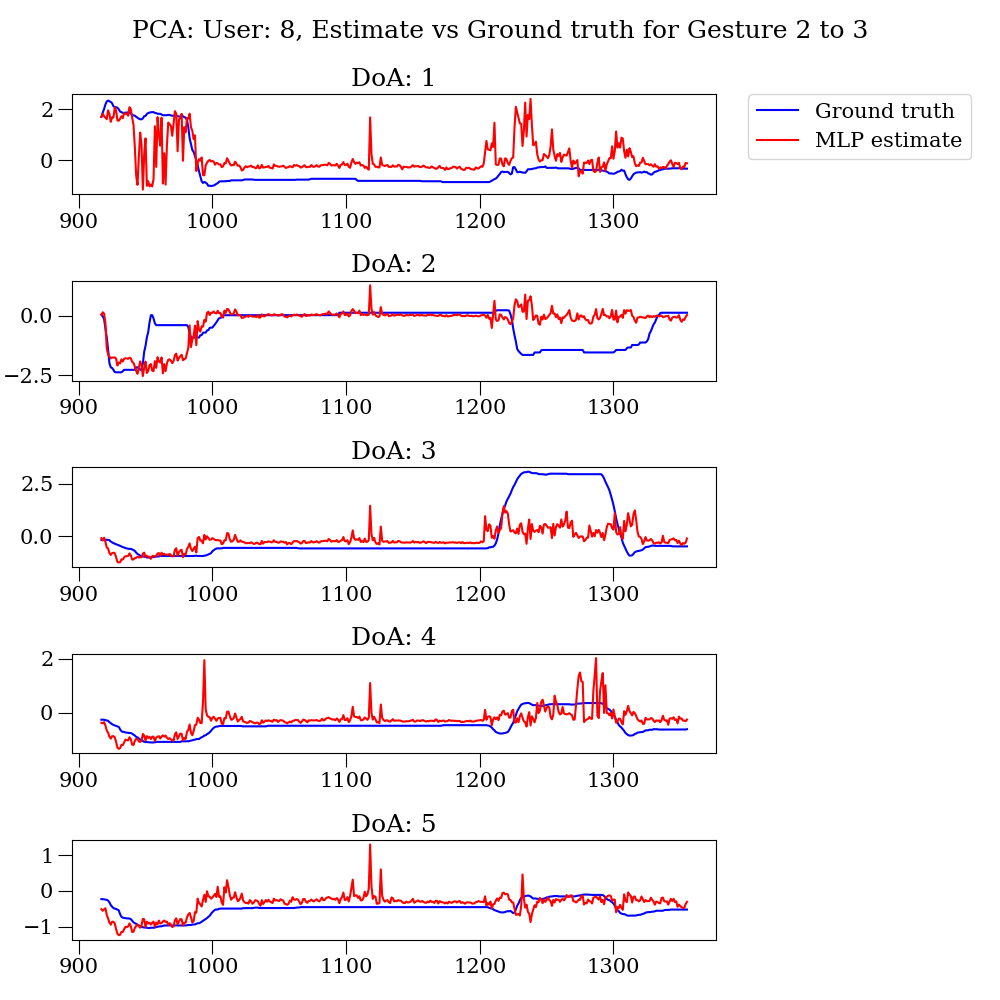 PCA: User: 8, Estimate vs Ground truth for Gesture 2 to 3
DoA: 1
Ground truth
MLP estimate
2
0
900 1000 1100 1200 1300
DoA: 2
0.0
−2.5
900 1000 1100 1200 1300
DoA: 3
2.5
0.0
900 1000 1100 1200 1300
DoA: 4
2
0
900 1000 1100 1200 1300
DoA: 5
1
0
−1
900 1000 1100 1200 1300